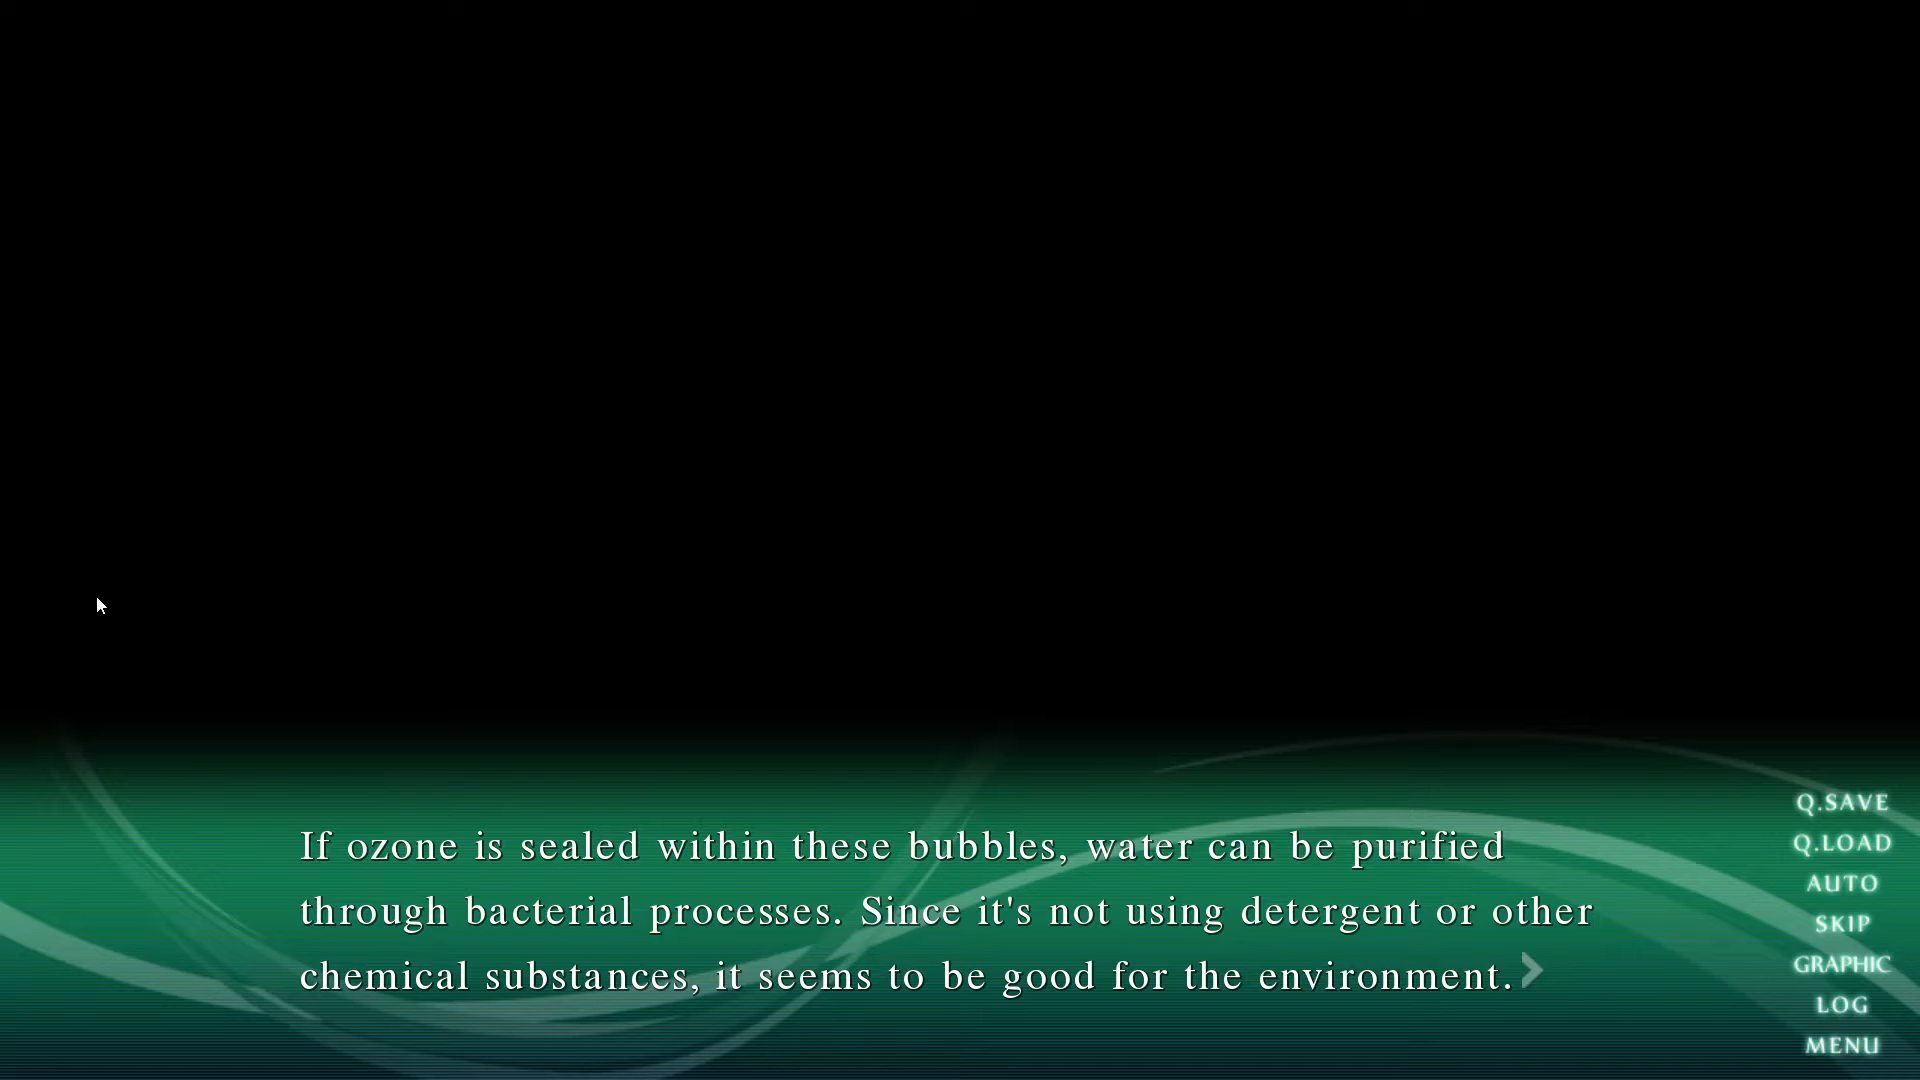 If ozone is sealed within these bubbles, water can be purified
through bacterial processes. Since it's not using detergent or other
chemical substances, it seems to be good for the environment.
Q.SAVE
Q.LOAD
AUTO
SKIP
GRAPHIC
LOG
MENU